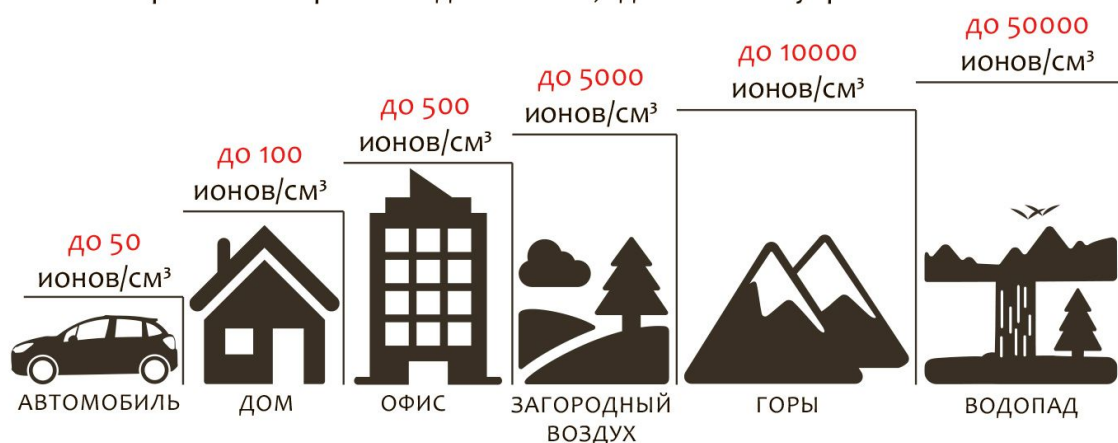 до 50
ионов/см³
до 100
ионов/см³
до 500
ионов/см³
до 5000
ионов/см³
до 10000
ионов/см³
до 50000
ионов/см³
АВТОМОБИЛЬ
ДОМ
ОФИС
ЗАГОРОДНЫЙ
ВОЗДУХ
ГОРЫ
ВОДОПАД